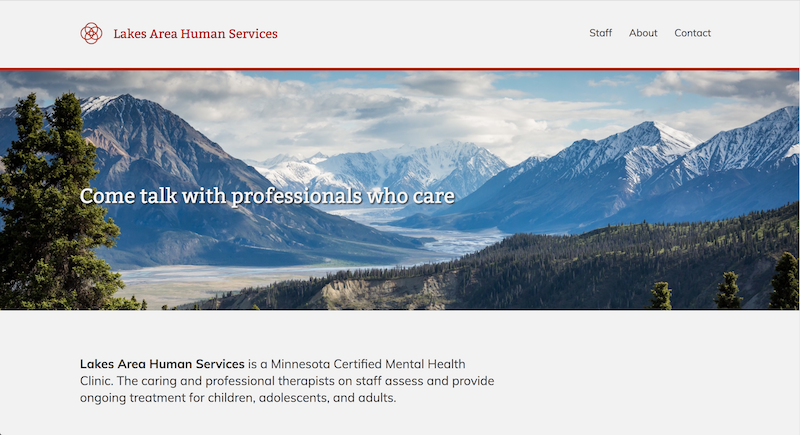 Lakes Area Human Services
Staff About Contact
Come talk with professionals who care
Lakes Area Human Services is a Minnesota Certified Mental Health
Clinic. The caring and professional therapists on staff assess and provide
ongoing treatment for children, adolescents, and adults.